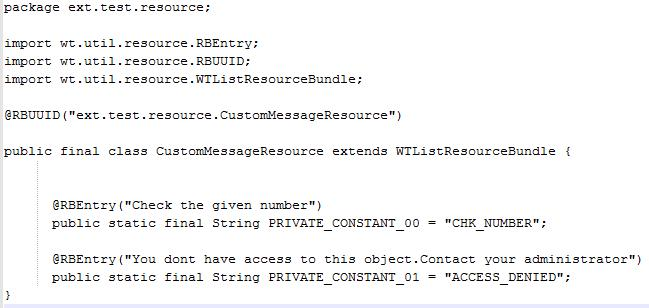 package ext.test.resource;
import wt.util.resource.RBEntry;
import wt.util.resource.RBUUID;
import wt.util.resource.WTListResourceBundle;
@RBUUID("ext.test.resource.CustomMessageResource")
public final class CustomMessageResource extends WTListResourceBundle {
@RBEntry("Check the given number")
public static final String PRIVATE_CONSTANT_00 = "CHK_NUMBER";
@RBEntry("You dont have access to this object.Contact your administrator")
public static final String PRIVATE_CONSTANT_01 = "ACCESS_DENIED";
}